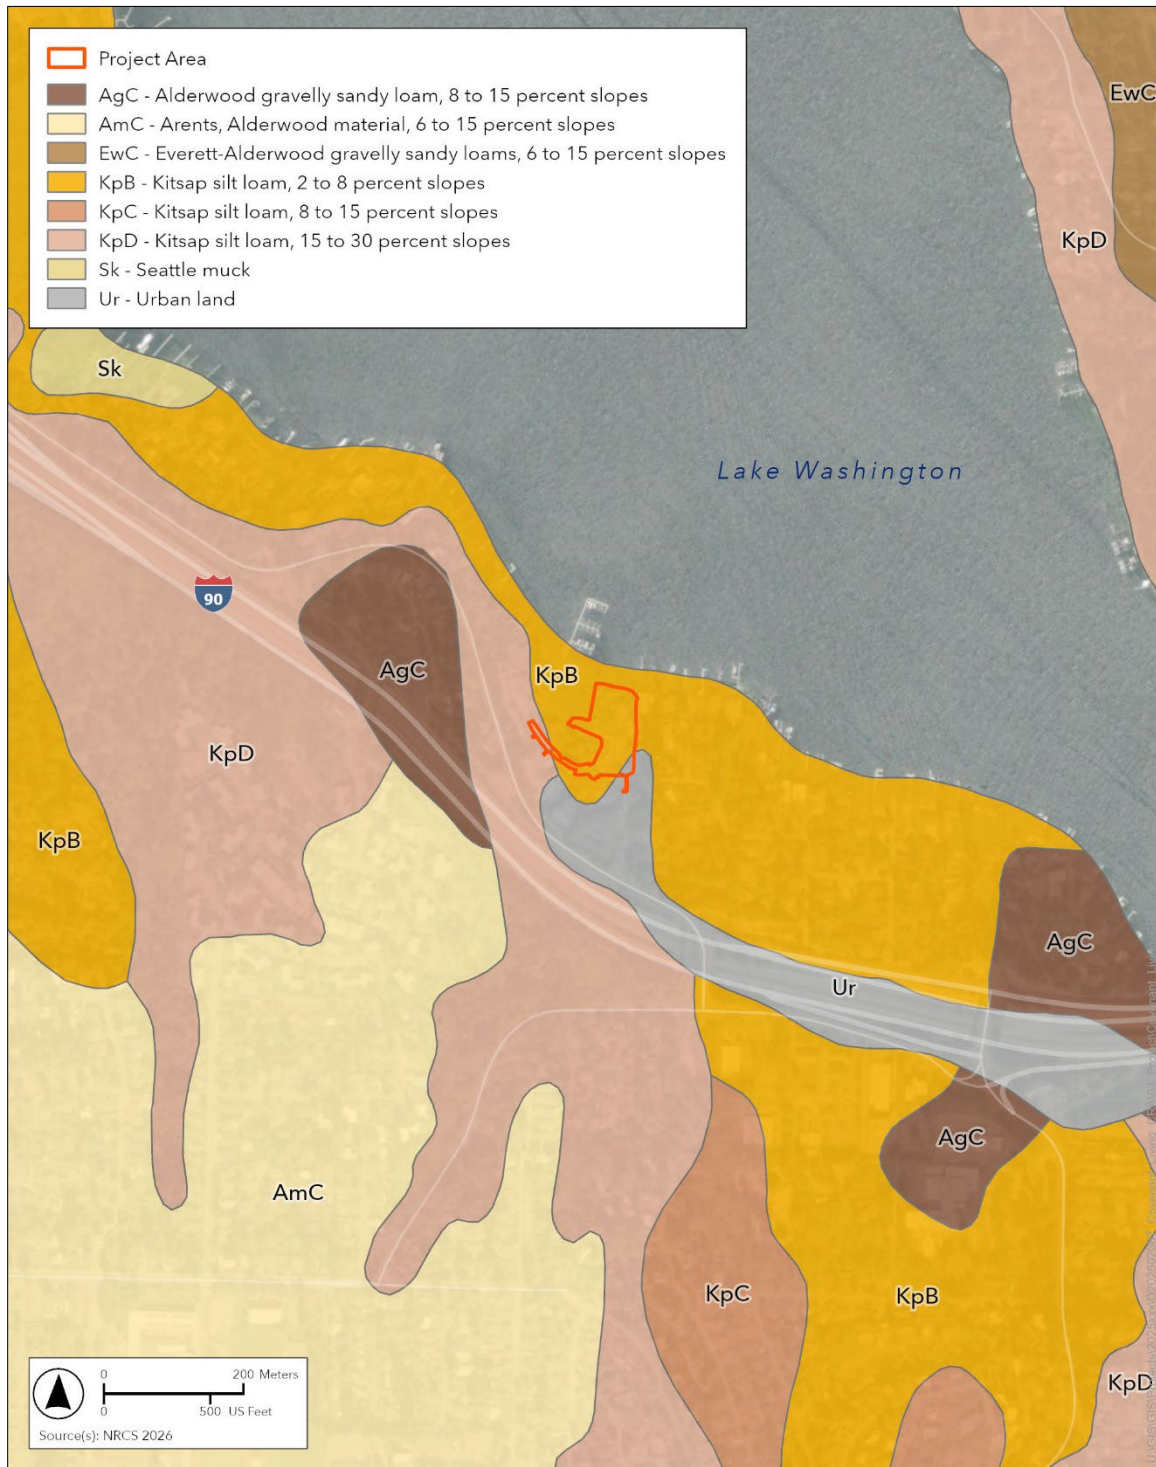 Project Area
AgC - Alderwood gravelly sandy loam, 8 to 15 percent slopes
AmC - Arents, Alderwood material, 6 to 15 percent slopes
EwC - Everett-Alderwood gravelly sandy loams, 6 to 15 percent slopes
KpB - Kitsap silt loam, 2 to 8 percent slopes
KpC - Kitsap silt loam, 8 to 15 percent slopes
KpD - Kitsap silt loam, 15 to 30 percent slopes
Sk - Seattle muck
Ur - Urban land
EwC
KpD
Sk
Lake Washington
90
AgC
KpB
KpD
KpB
AgC
Ur
AgC
AmC
KpC
KpB
KpD
0 200 Meters
0 500 US Feet
Source(s): NRCS 2026